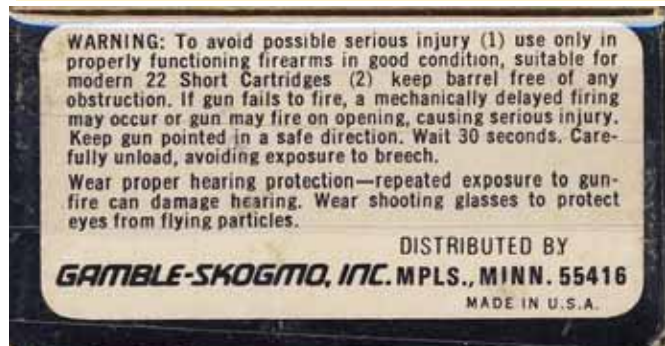 WARNING: To avoid possible serious injury (1) use only in
properly functioning firearms in good condition, suitable for
modern 22 Short Cartridges (2) keep barrel free of any
obstruction. If gun fails to fire, a mechanically delayed firing
may occur or gun may fire on opening, causing serious injury.
Keep gun pointed in a safe direction. Wait 30 seconds. Care-
fully unload, avoiding exposure to breech.
Wear proper hearing protection—repeated exposure to gun-
fire can damage hearing. Wear shooting glasses to protect
eyes from flying particles.
DISTRIBUTED BY
GAMBLE-SKOGMO, INC. MPLS., MINN. 55416
MADE IN U.S.A.